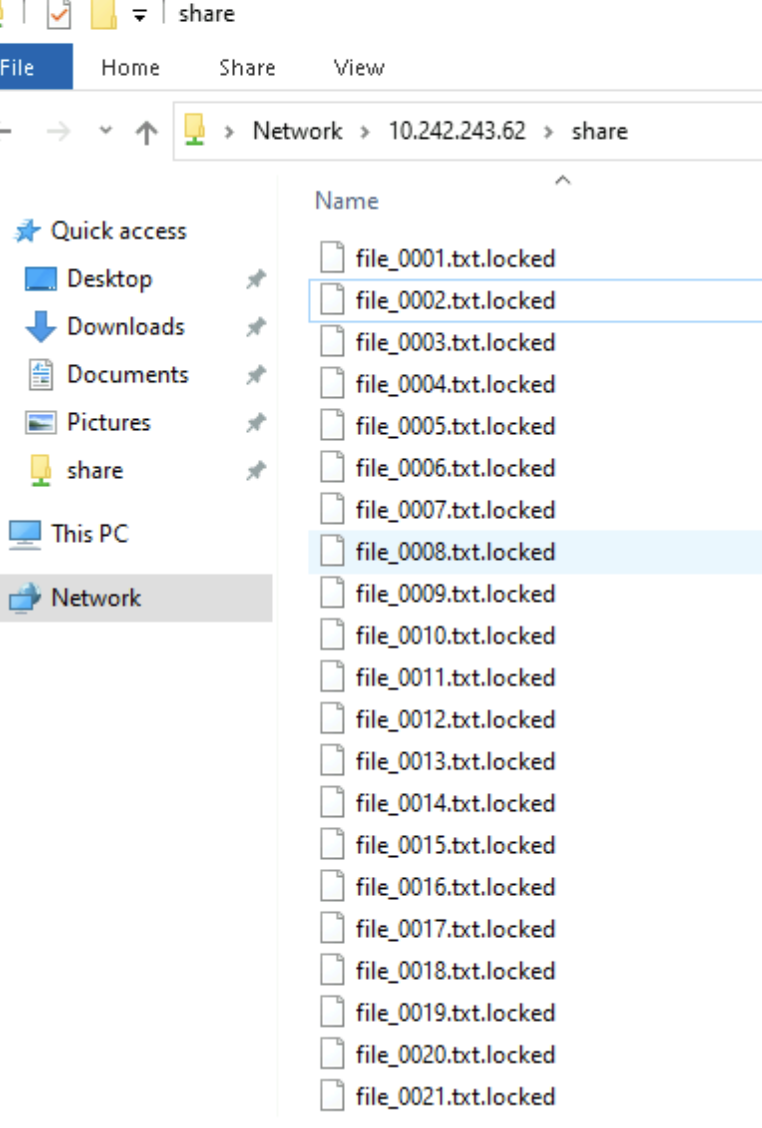 share
File Home Share View
Network > 10.242.243.62 > share
Name
Quick access
Desktop
Downloads
Documents
Pictures
share
This PC
Network
file_0001.txt.locked
file_0002.txt.locked
file_0003.txt.locked
file_0004.txt.locked
file_0005.txt.locked
file_0006.txt.locked
file_0007.txt.locked
file_0008.txt.locked
file_0009.txt.locked
file_0010.txt.locked
file_0011.txt.locked
file_0012.txt.locked
file_0013.txt.locked
file_0014.txt.locked
file_0015.txt.locked
file_0016.txt.locked
file_0017.txt.locked
file_0018.txt.locked
file_0019.txt.locked
file_0020.txt.locked
file_0021.txt.locked